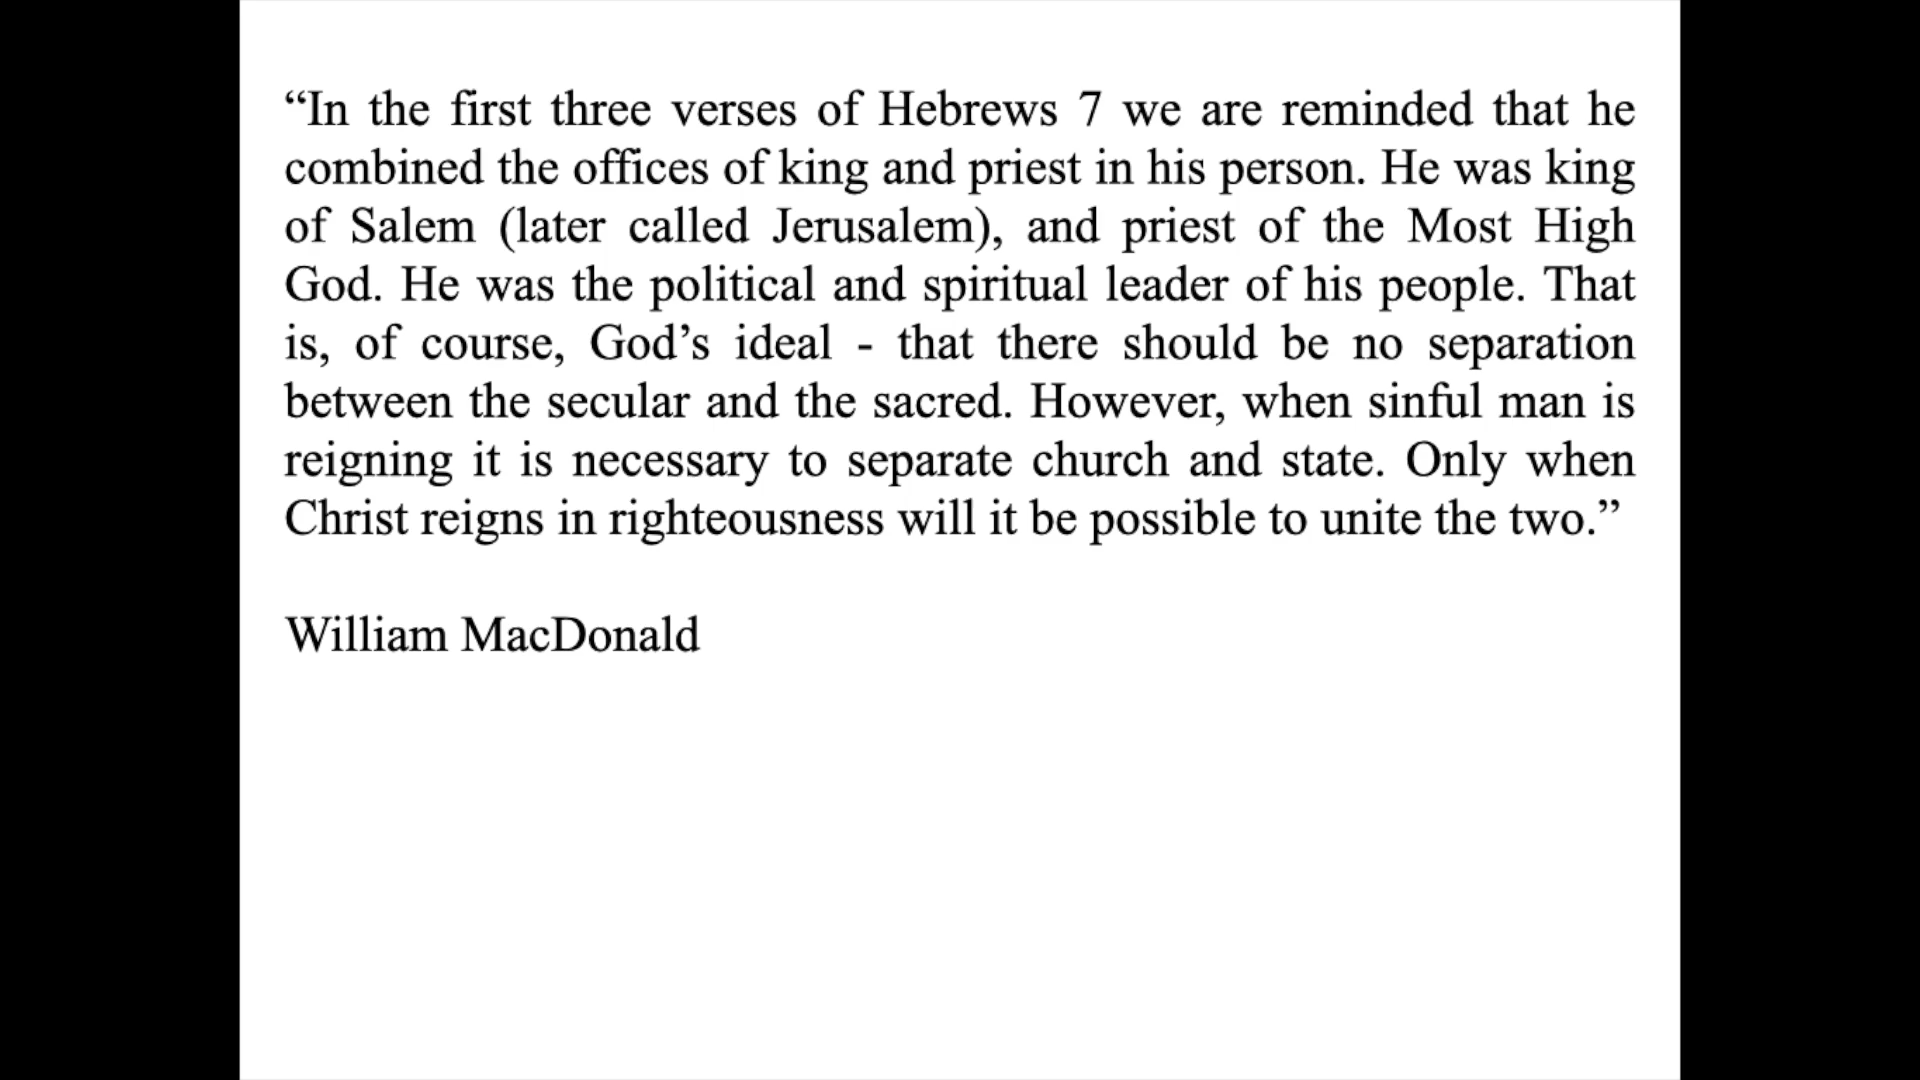 “In the first three verses of Hebrews 7 we are reminded that he
combined the offices of king and priest in his person. He was king
of Salem (later called Jerusalem), and priest of the Most High
God. He was the political and spiritual leader of his people. That
is, of course, God’s ideal - that there should be no separation
between the secular and the sacred. However, when sinful man is
reigning it is necessary to separate church and state. Only when
Christ reigns in righteousness will it be possible to unite the two.”
William MacDonald